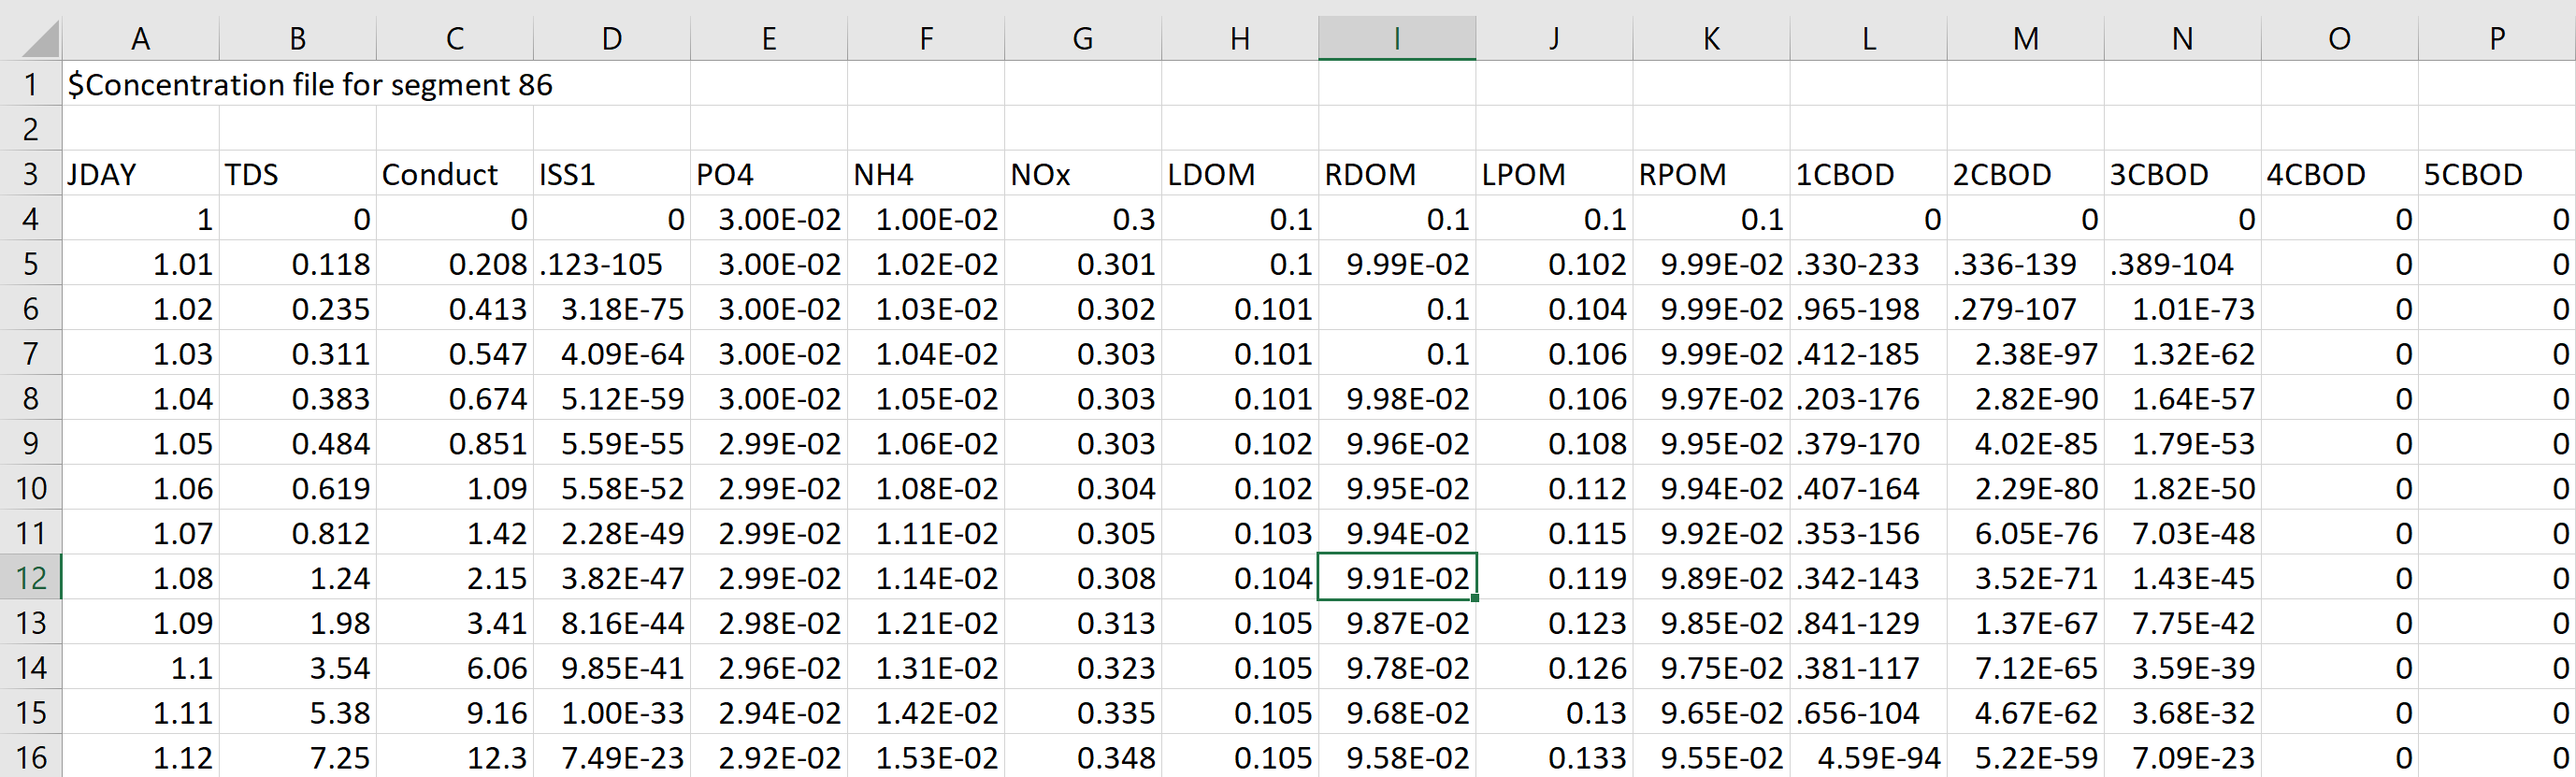 A B C D E F G H I J K L M N O P
1 $Concentration file for segment 86
2
3 JDAY TDS Conduct ISS1 PO4 NH4 NOx LDOM RDOM LPOM RPOM 1CBOD 2CBOD 3CBOD 4CBOD 5CBOD
4 1 0 0 0 3.00E-02 1.00E-02 0.3 0.1 0.1 0.1 0.1 0 0 0 0 0
5 1.01 0.118 0.208 .123-105 3.00E-02 1.02E-02 0.301 0.1 9.99E-02 0.102 9.99E-02 .330-233 .336-139 .389-104 0 0
6 1.02 0.235 0.413 3.18E-75 3.00E-02 1.03E-02 0.302 0.101 0.1 0.104 9.99E-02 .965-198 .279-107 1.01E-73 0 0
7 1.03 0.311 0.547 4.09E-64 3.00E-02 1.04E-02 0.303 0.101 0.1 0.106 9.99E-02 .412-185 2.38E-97 1.32E-62 0 0
8 1.04 0.383 0.674 5.12E-59 3.00E-02 1.05E-02 0.303 0.101 9.98E-02 0.106 9.97E-02 .203-176 2.82E-90 1.64E-57 0 0
9 1.05 0.484 0.851 5.59E-55 2.99E-02 1.06E-02 0.303 0.102 9.96E-02 0.108 9.95E-02 .379-170 4.02E-85 1.79E-53 0 0
10 1.06 0.619 1.09 5.58E-52 2.99E-02 1.08E-02 0.304 0.102 9.95E-02 0.112 9.94E-02 .407-164 2.29E-80 1.82E-50 0 0
11 1.07 0.812 1.42 2.28E-49 2.99E-02 1.11E-02 0.305 0.103 9.94E-02 0.115 9.92E-02 .353-156 6.05E-76 7.03E-48 0 0
12 1.08 1.24 2.15 3.82E-47 2.99E-02 1.14E-02 0.308 0.104 9.91E-02 0.119 9.89E-02 .342-143 3.52E-71 1.43E-45 0 0
13 1.09 1.98 3.41 8.16E-44 2.98E-02 1.21E-02 0.313 0.105 9.87E-02 0.123 9.85E-02 .841-129 1.37E-67 7.75E-42 0 0
14 1.1 3.54 6.06 9.85E-41 2.96E-02 1.31E-02 0.323 0.105 9.78E-02 0.126 9.75E-02 .381-117 7.12E-65 3.59E-39 0 0
15 1.11 5.38 9.16 1.00E-33 2.94E-02 1.42E-02 0.335 0.105 9.68E-02 0.13 9.65E-02 .656-104 4.67E-62 3.68E-32 0 0
16 1.12 7.25 12.3 7.49E-23 2.92E-02 1.53E-02 0.348 0.105 9.58E-02 0.133 9.55E-02 4.59E-94 5.22E-59 7.09E-23 0 0